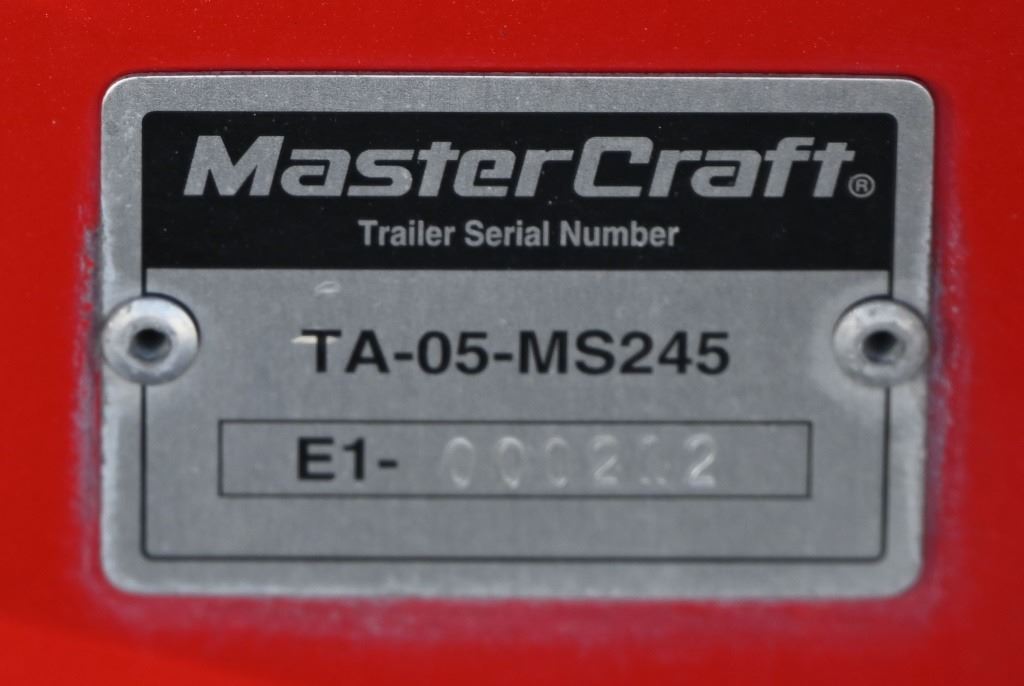 MasterCraft®
Trailer Serial Number
TA-05-MS245
E1-